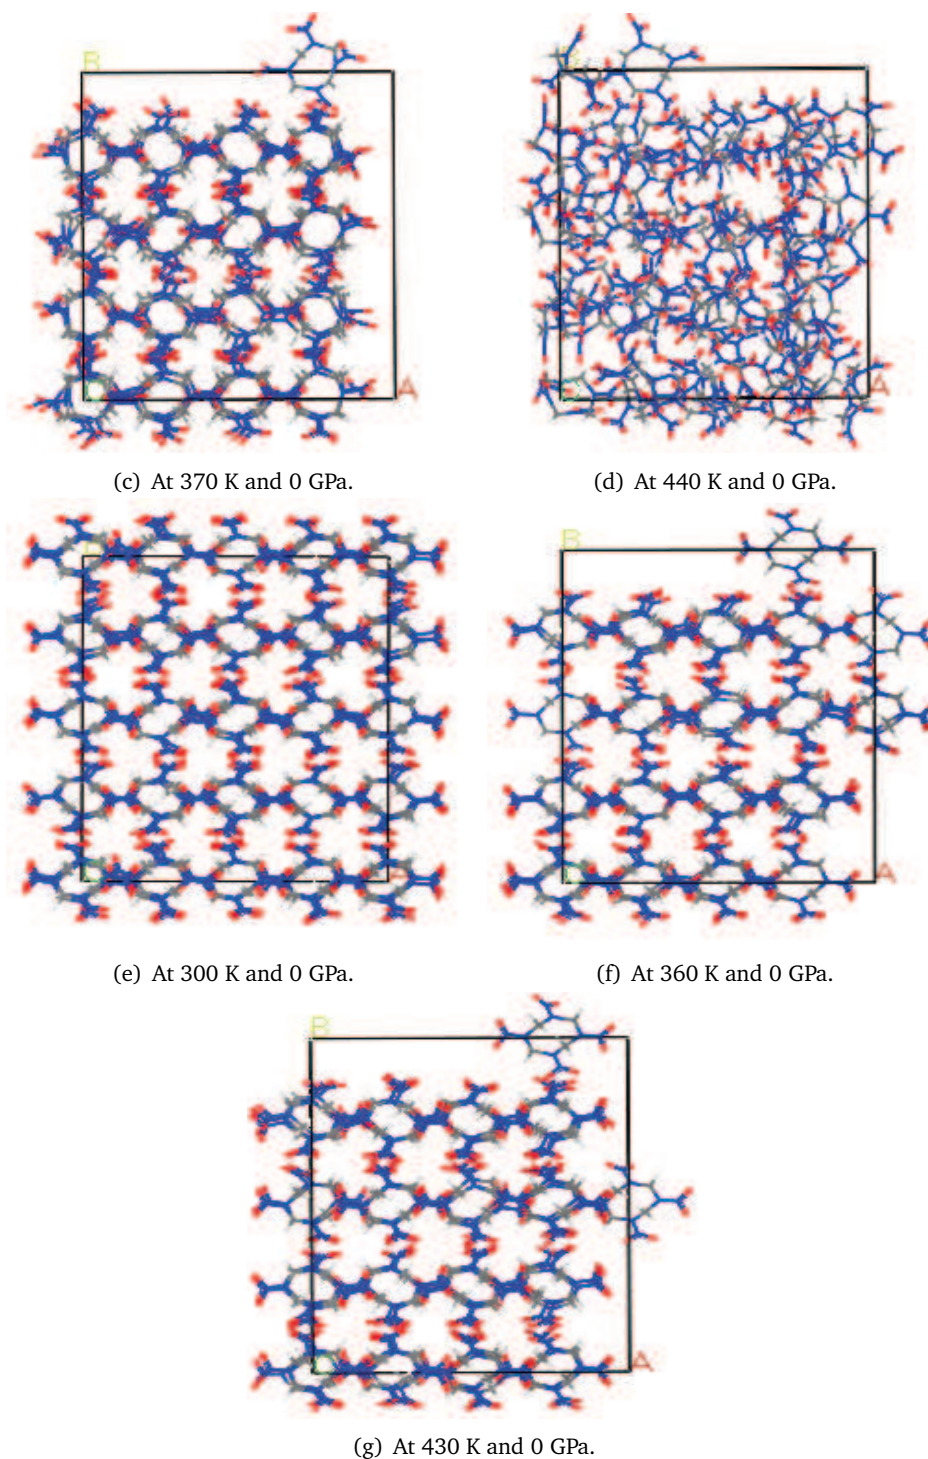 B
B
A
A
(c) At 370 K and 0 GPa.
(d) At 440 K and 0 GPa.
B
B
A
(e) At 300 K and 0 GPa.
(f) At 360 K and 0 GPa.
B
A
(g) At 430 K and 0 GPa.